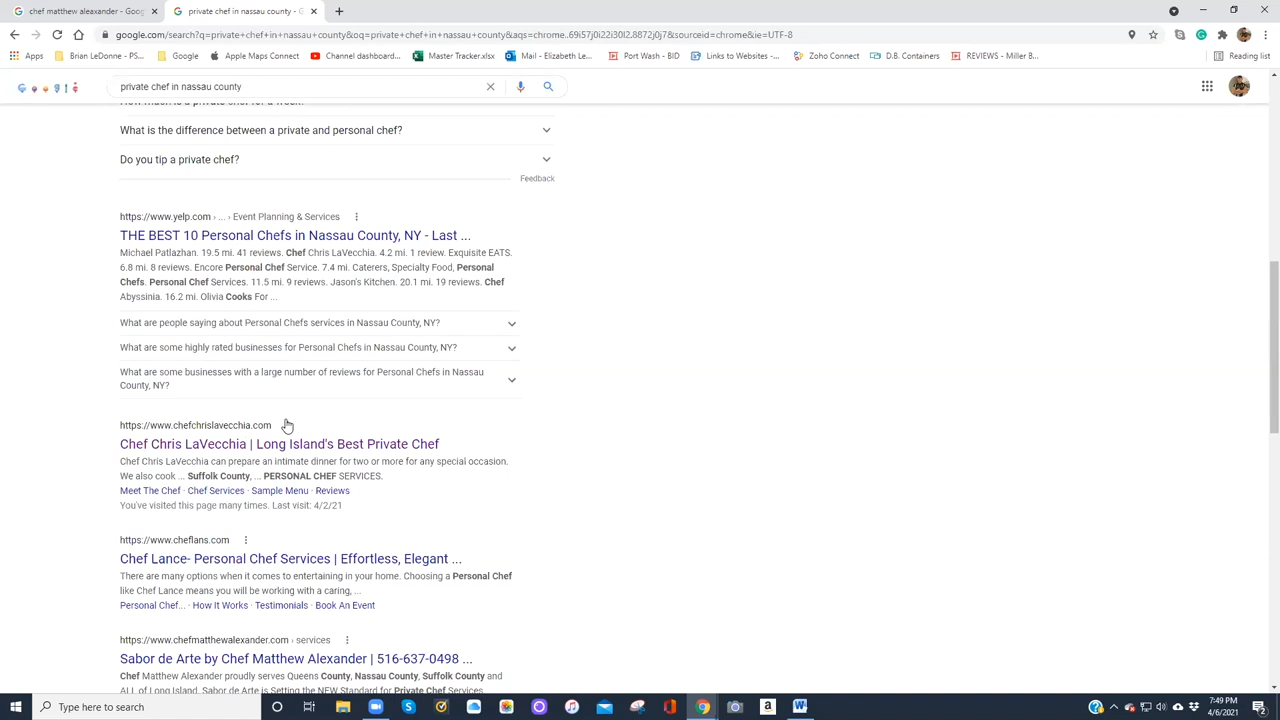 chef matthew alexander - Goog
private chef in nassau county - G
google.com/search?q=private+chef+in+nassau+county&oq=private+chef+in+nassau+county&aqs=chrome..69i57j0i22i30l2.8872j0j7&sourceid=chrome&ie=UTF-8
Apps
Brian LeDonne - PS...
Google
Apple Maps Connect
Channel dashboard...
Master Tracker.xlsx
Mail - Elizabeth Le...
Port Wash - BID
Links to Websites -...
Zoho Connect
D.B. Containers
REVIEWS - Miller B...
Reading list
private chef in nassau county
What is the difference between a private and personal chef?
Do you tip a private chef?
Feedback
https://www.yelp.com › ... › Event Planning & Services
THE BEST 10 Personal Chefs in Nassau County, NY - Last ...
Michael Patlazhan. 19.5 mi. 41 reviews. Chef Chris LaVecchia. 4.2 mi. 1 review. Exquisite EATS.
6.8 mi. 8 reviews. Encore Personal Chef Service. 7.4 mi. Caterers, Specialty Food, Personal
Chefs. Personal Chef Services. 11.5 mi. 9 reviews. Jason's Kitchen. 20.1 mi. 19 reviews. Chef
Abyssinia. 16.2 mi. Olivia Cooks For ...
What are people saying about Personal Chefs services in Nassau County, NY?
What are some highly rated businesses for Personal Chefs in Nassau County, NY?
What are some businesses with a large number of reviews for Personal Chefs in Nassau
County, NY?
https://www.chefchrislavecchia.com
Chef Chris LaVecchia | Long Island's Best Private Chef
Chef Chris LaVecchia can prepare an intimate dinner for two or more for any special occasion.
We also cook ... Suffolk County, ... PERSONAL CHEF SERVICES.
Meet The Chef · Chef Services · Sample Menu · Reviews
You've visited this page many times. Last visit: 4/2/21
https://www.cheflans.com
Chef Lance- Personal Chef Services | Effortless, Elegant ...
There are many options when it comes to entertaining in your home. Choosing a Personal Chef
like Chef Lance means you will be working with a caring, ...
Personal Chef... · How It Works · Testimonials · Book An Event
https://www.chefmatthewalexander.com › services
Sabor de Arte by Chef Matthew Alexander | 516-637-0498 ...
Chef Matthew Alexander proudly serves Queens County, Nassau County, Suffolk County and
ALL of Long Island. Sabor de Arte is Setting the NEW Standard for Private Chef Services
Type here to search
7:49 PM
4/6/2021